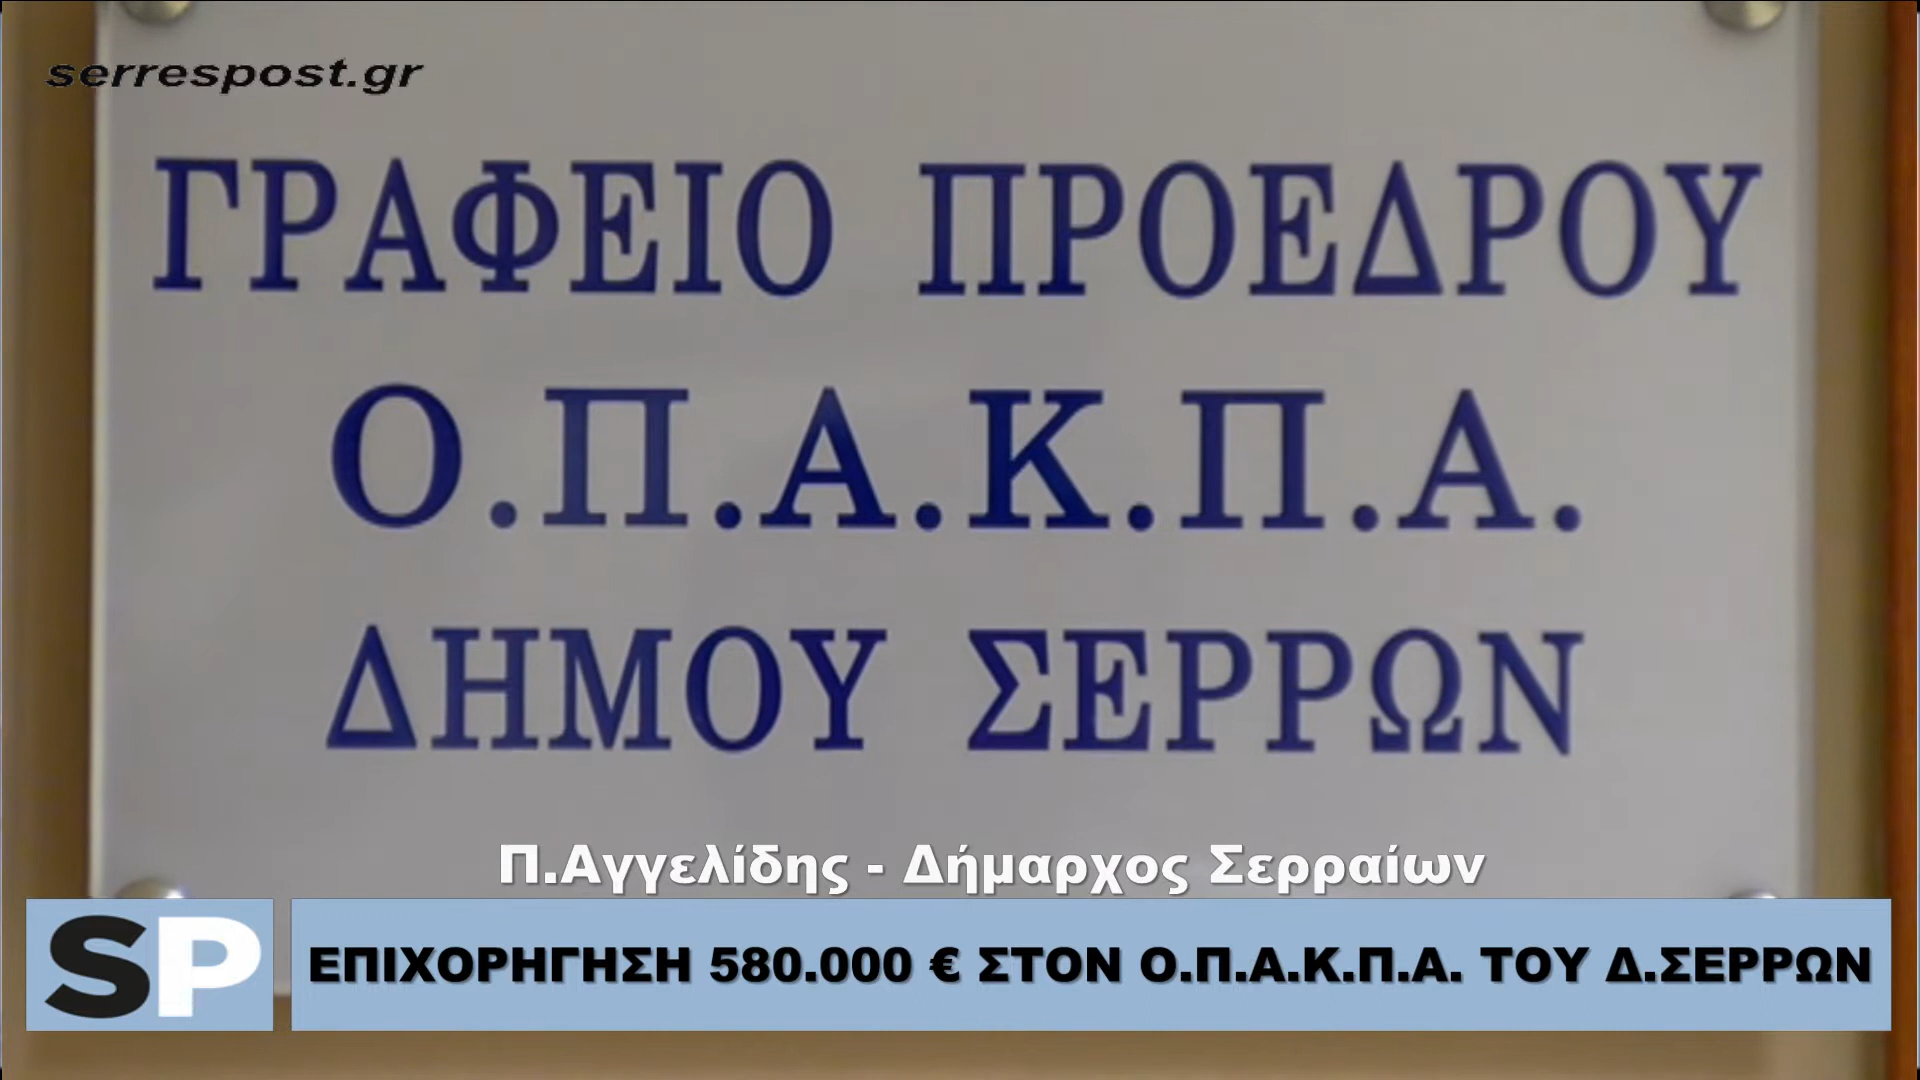 serrespost.gr
ΓΡΑΦΕΙΟ ΠΡΟΕΔΡΟΥ
Ο.Π.Α.Κ.Π.Α.
ΔΗΜΟΥ ΣΕΡΡΩΝ
Π.Αγγελίδης - Δήμαρχος Σερραίων
SP
ΕΠΙΧΟΡΗΓΗΣΗ 580.000 € ΣΤΟΝ Ο.Π.Α.Κ.Π.Α. ΤΟΥ Δ.ΣΕΡΡΩΝ